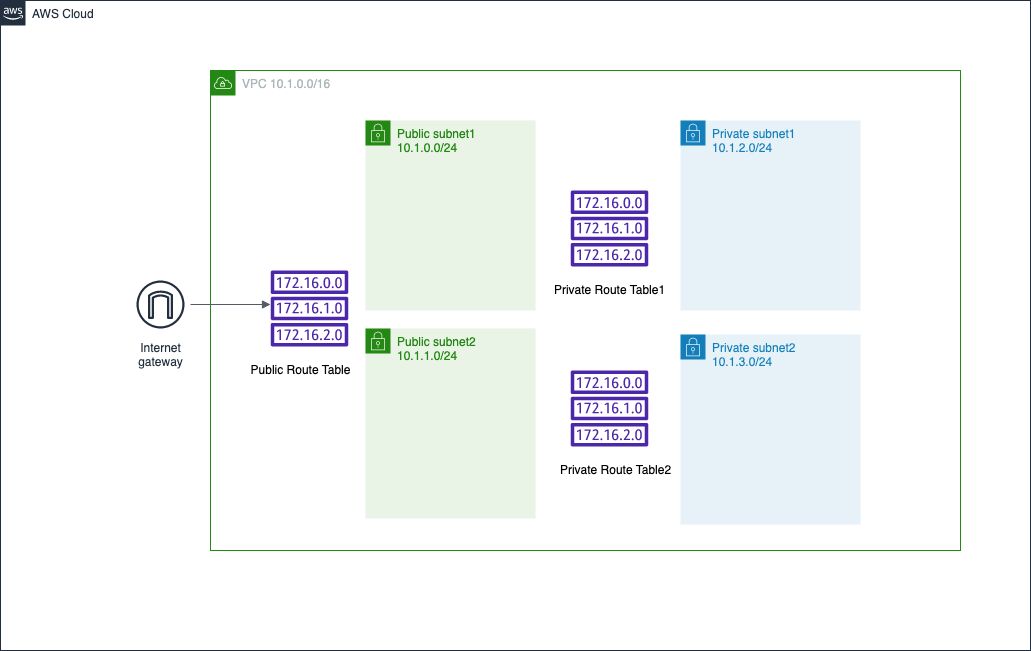 aws
AWS Cloud
VPC 10.1.0.0/16
Public subnet1
10.1.0.0/24
Private subnet1
10.1.2.0/24
172.16.0.0
172.16.1.0
172.16.2.0
Private Route Table1
172.16.0.0
172.16.1.0
172.16.2.0
Public Route Table
Internet
gateway
Public subnet2
10.1.1.0/24
Private subnet2
10.1.3.0/24
172.16.0.0
172.16.1.0
172.16.2.0
Private Route Table2